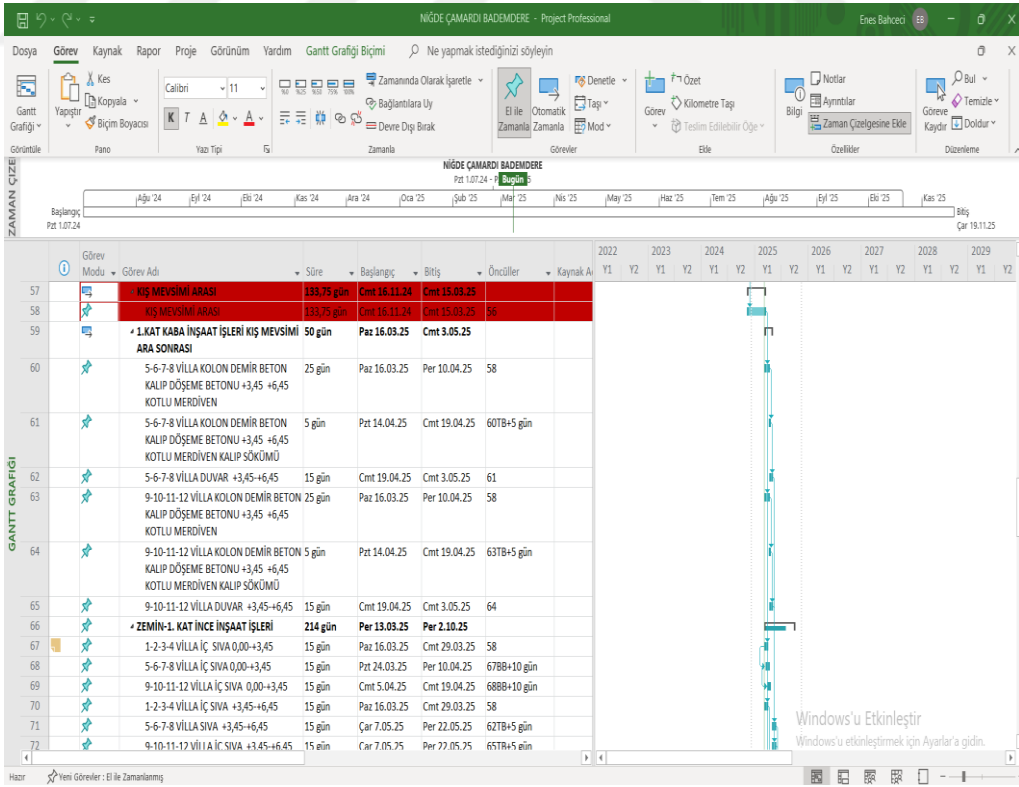 NİĞDE ÇAMARDI BADEMDERE - Project Professional
Enes Bahceci EB
Dosya Görev Kaynak Rapor Proje Görünüm Yardım Gantt Grafiği Biçimi Ne yapmak istediğinizi söyleyin
Gantt Grafiği
Görüntüle
Yapıştır
Kes
Kopyala
Biçim Boyacısı
Pano
Calibri 11
K T A A
Yazı Tipi
Zamanında Olarak İşaretle
Bağlantılara Uy
Devre Dışı Bırak
Zamanla
El ile Zamanla
Otomatik Zamanla
Denetle
Taşı
Mod
Görevler
Görev
Özet
Kilometre Taşı
Teslim Edilebilir Öğe
Ekle
Bilgi
Notlar
Ayrıntılar
Zaman Çizelgesine Ekle
Özellikler
Göreve Kaydır
Bul
Temizle
Doldur
Düzenleme
ZAMAN ÇİZE
NİĞDE ÇAMARDI BADEMDERE
Pzt 1.07.24 - P
Bugün
Ağu '24 Eyl '24 Eki '24 Kas '24 Ara '24 Oca '25 Şub '25 Mar '25 Nis '25 May '25 Haz '25 Tem '25 Ağu '25 Eyl '25 Eki '25 Kas '25
Başlangıç
Pzt 1.07.24
Bitiş
Çar 19.11.25
GANTT GRAFIĞI
Görev Modu Görev Adı Süre Başlangıç Bitiş Öncüller Kaynak A
2022 2023 2024 2025 2026 2027 2028 2029
Y1 Y2 Y1 Y2 Y1 Y2 Y1 Y2 Y1 Y2 Y1 Y2 Y1 Y2 Y1 Y2
57 KIŞ MEVSİMİ ARASI 133,75 gün Cmt 16.11.24 Cmt 15.03.25
58 KIŞ MEVSİMİ ARASI 133,75 gün Cmt 16.11.24 Cmt 15.03.25 56
59 1.KAT KABA İNŞAAT İŞLERİ KIŞ MEVSİMİ 50 gün Paz 16.03.25 Cmt 3.05.25
ARA SONRASI
60 5-6-7-8 VİLLA KOLON DEMİR BETON 25 gün Paz 16.03.25 Per 10.04.25 58
KALIP DÖŞEME BETONU +3,45 +6,45
KOTLU MERDİVEN
61 5-6-7-8 VİLLA KOLON DEMİR BETON 5 gün Pzt 14.04.25 Cmt 19.04.25 60TB+5 gün
KALIP DÖŞEME BETONU +3,45 +6,45
KOTLU MERDİVEN KALIP SÖKÜMÜ
62 5-6-7-8 VİLLA DUVAR +3,45-+6,45 15 gün Cmt 19.04.25 Cmt 3.05.25 61
63 9-10-11-12 VİLLA KOLON DEMİR BETON 25 gün Paz 16.03.25 Per 10.04.25 58
KALIP DÖŞEME BETONU +3,45 +6,45
KOTLU MERDİVEN
64 9-10-11-12 VİLLA KOLON DEMİR BETON 5 gün Pzt 14.04.25 Cmt 19.04.25 63TB+5 gün
KALIP DÖŞEME BETONU +3,45 +6,45
KOTLU MERDİVEN KALIP SÖKÜMÜ
65 9-10-11-12 VİLLA DUVAR +3,45-+6,45 15 gün Cmt 19.04.25 Cmt 3.05.25 64
66 ZEMİN-1. KAT İNCE İNŞAAT İŞLERİ 214 gün Per 13.03.25 Per 2.10.25
67 1-2-3-4 VİLLA İÇ SIVA 0,00-+3,45 15 gün Paz 16.03.25 Cmt 29.03.25 58
68 5-6-7-8 VİLLA İÇ SIVA 0,00-+3,45 15 gün Pzt 24.03.25 Per 10.04.25 67BB+10 gün
69 9-10-11-12 VİLLA İÇ SIVA 0,00-+3,45 15 gün Cmt 5.04.25 Cmt 19.04.25 68BB+10 gün
70 1-2-3-4 VİLLA İÇ SIVA +3,45-+6,45 15 gün Paz 16.03.25 Cmt 29.03.25 58
71 5-6-7-8 VİLLA SIVA +3,45-+6,45 15 gün Çar 7.05.25 Per 22.05.25 62TB+5 gün
72 9-10-11-12 VİLLA İÇ SIVA +3,45-+6,45 15 gün Çar 7.05.25 Per 22.05.25 65TB+5 gün
Windows'u Etkinleştir
Windows'u etkinleştirmek için Ayarlar'a gidin.
Hazır Yeni Görevler : El ile Zamanlanmış